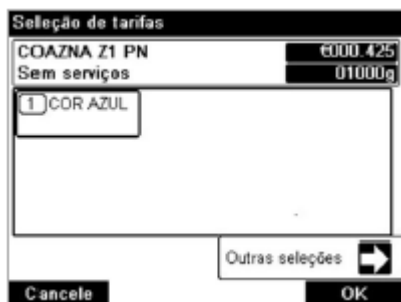 Seleção de tarifas
COAZNA Z1 PN €000.425
Sem serviços 01000g
1 COR AZUL
Outras seleções
Cancele OK